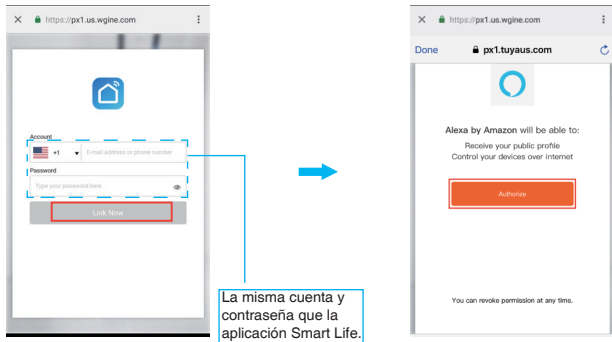 https://px1.us.wgine.com
Account
+1
E-mail address or phone number
Password
Type your password here
Link Now
La misma cuenta y
contraseña que la
aplicación Smart Life.
https://px1.us.wgine.com
Done
px1.tuyaus.com
Alexa by Amazon will be able to:
Receive your public profile
Control your devices over internet
Authorize
You can revoke permission at any time.